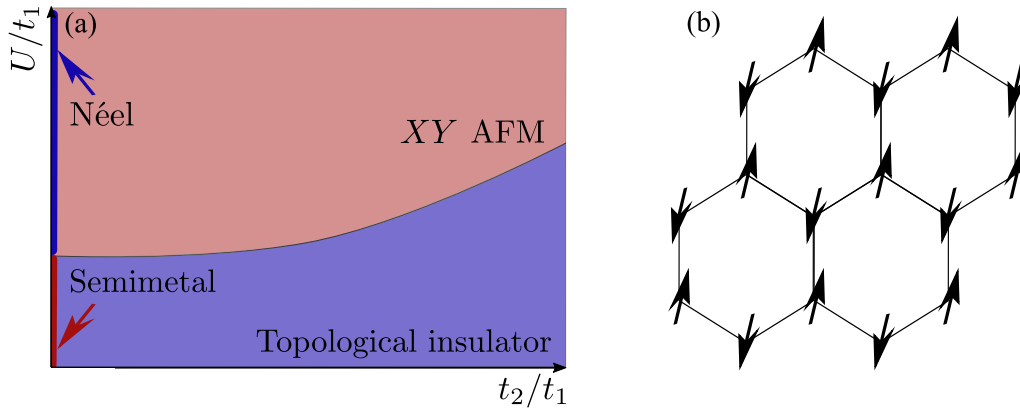 (a)
U/t₁
Néel
XY AFM
Semimetal
Topological insulator
t₂/t₁
(b)